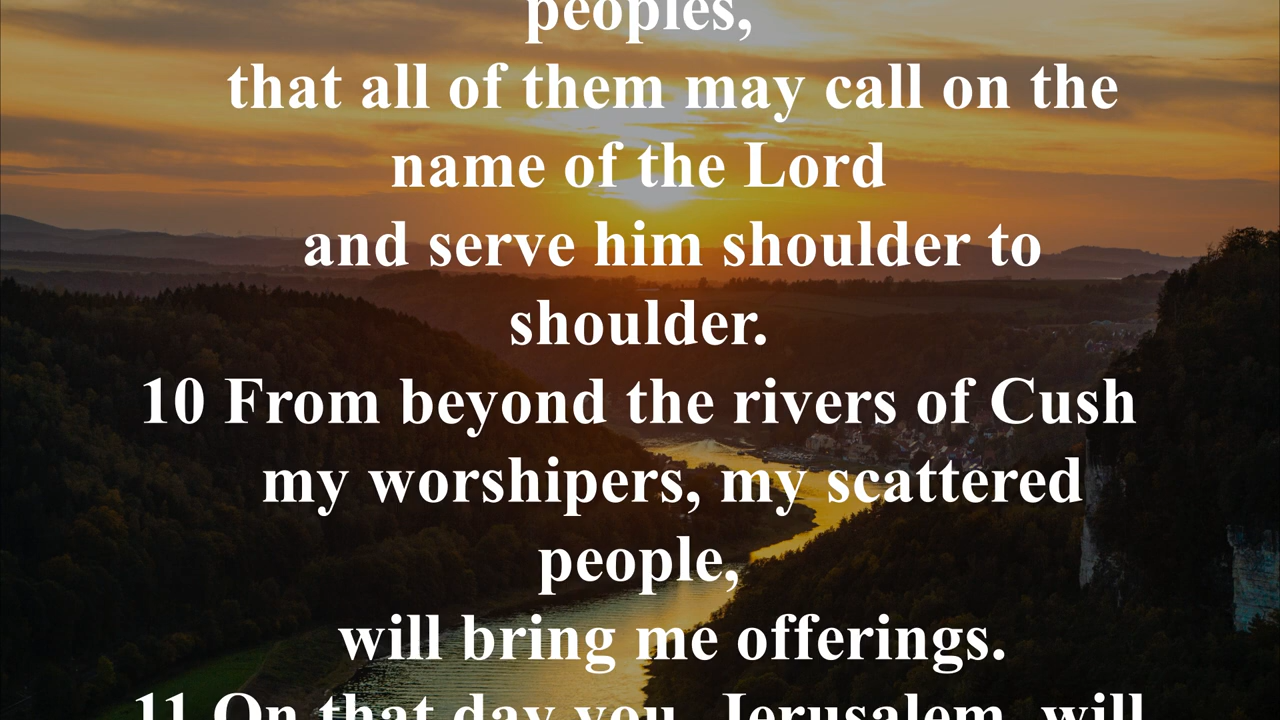 peoples,
that all of them may call on the
name of the Lord
and serve him shoulder to
shoulder.
10 From beyond the rivers of Cush
my worshipers, my scattered
people,
will bring me offerings.
11 On that day you, Jerusalem, will